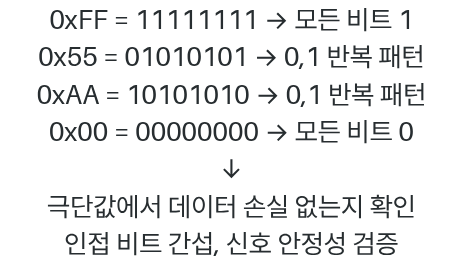 0xFF = 11111111 → 모든 비트 1
0x55 = 01010101 → 0,1 반복 패턴
0xAA = 10101010 → 0,1 반복 패턴
0x00 = 00000000 → 모든 비트 0
↓
극단값에서 데이터 손실 없는지 확인
인접 비트 간섭, 신호 안정성 검증